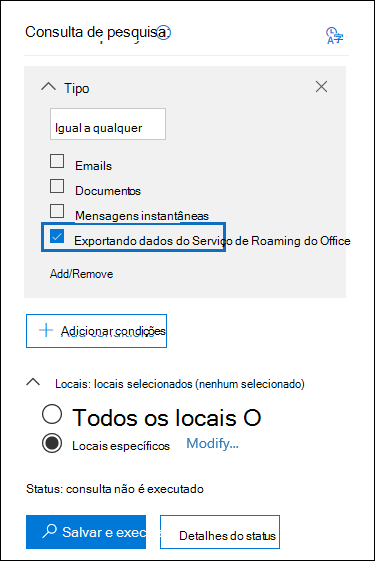 Consulta de pesquisa
Tipo
Igual a qualquer
Emails
Documentos
Mensagens instantâneas
Exportando dados do Serviço de Roaming do Office
Add/Remove
Adicionar condições
Locais: locais selecionados (nenhum selecionado)
Todos os locais O
Locais específicos Modify...
Status: consulta não é executado
Salvar e exec
Detalhes do status